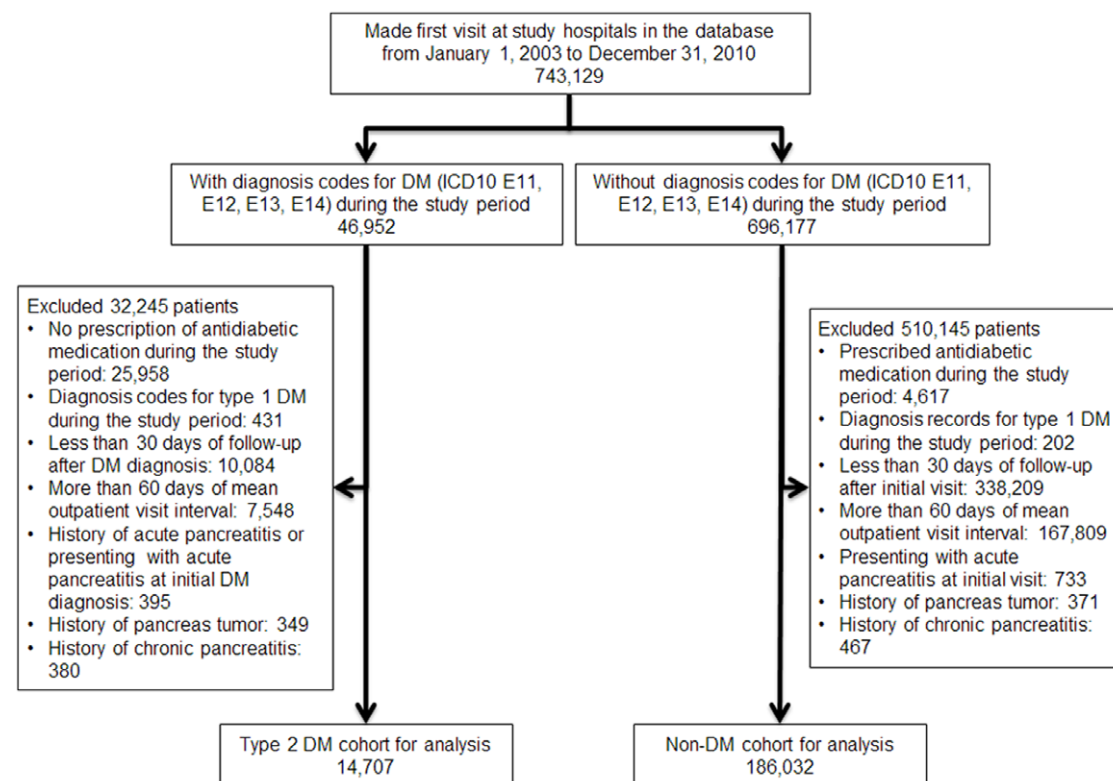 Made first visit at study hospitals in the database
from January 1, 2003 to December 31, 2010
743,129
With diagnosis codes for DM (ICD10 E11,
E12, E13, E14) during the study period
46,952
Without diagnosis codes for DM (ICD10 E11,
E12, E13, E14) during the study period
696,177
Excluded 32,245 patients
• No prescription of antidiabetic
medication during the study
period: 25,958
• Diagnosis codes for type 1 DM
during the study period: 431
• Less than 30 days of follow-up
after DM diagnosis: 10,084
• More than 60 days of mean
outpatient visit interval: 7,548
• History of acute pancreatitis or
presenting with acute
pancreatitis at initial DM
diagnosis: 395
• History of pancreas tumor: 349
• History of chronic pancreatitis:
380
Excluded 510,145 patients
• Prescribed antidiabetic
medication during the study
period: 4,617
• Diagnosis records for type 1 DM
during the study period: 202
• Less than 30 days of follow-up
after initial visit: 338,209
• More than 60 days of mean
outpatient visit interval: 167,809
• Presenting with acute
pancreatitis at initial visit: 733
• History of pancreas tumor: 371
• History of chronic pancreatitis:
467
Type 2 DM cohort for analysis
14,707
Non-DM cohort for analysis
186,032